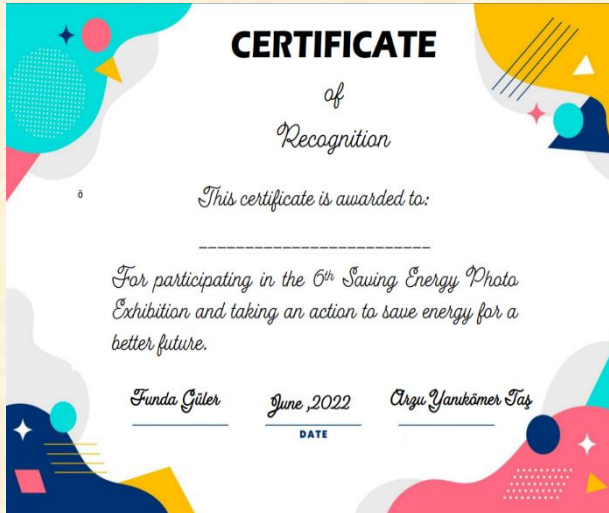 CERTIFICATE
of
Recognition
ö
This certificate is awarded to:
__________________________
For participating in the 6th Saving Energy Photo
Exhibition and taking an action to save energy for a
better future.
Funda Güler June ,2022 Arzu Yanıkömer Taş
DATE